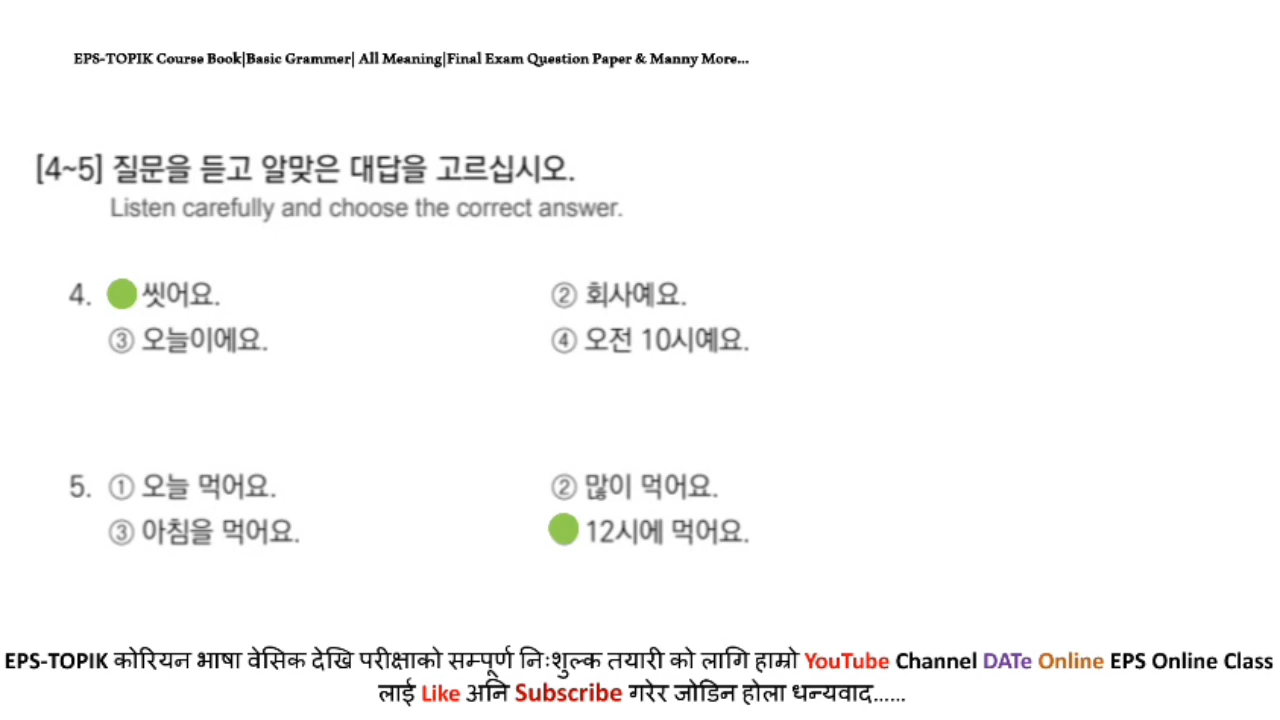 EPS-TOPIK Course Book|Basic Grammer| All Meaning|Final Exam Question Paper & Manny More...
[4~5] 질문을 듣고 알맞은 대답을 고르십시오.
Listen carefully and choose the correct answer.
4. 씻어요. ② 회사예요.
③ 오늘이에요. ④ 오전 10시예요.
5. ① 오늘 먹어요. ② 많이 먹어요.
③ 아침을 먹어요. 12시에 먹어요.
EPS-TOPIK कोरियन भाषा वेसिक देखि परीक्षाको सम्पूर्ण निःशुल्क तयारी को लागि हाम्रो YouTube Channel DATe Online EPS Online Class
लाई Like अनि Subscribe गरेर जोडिन होला धन्यवाद......